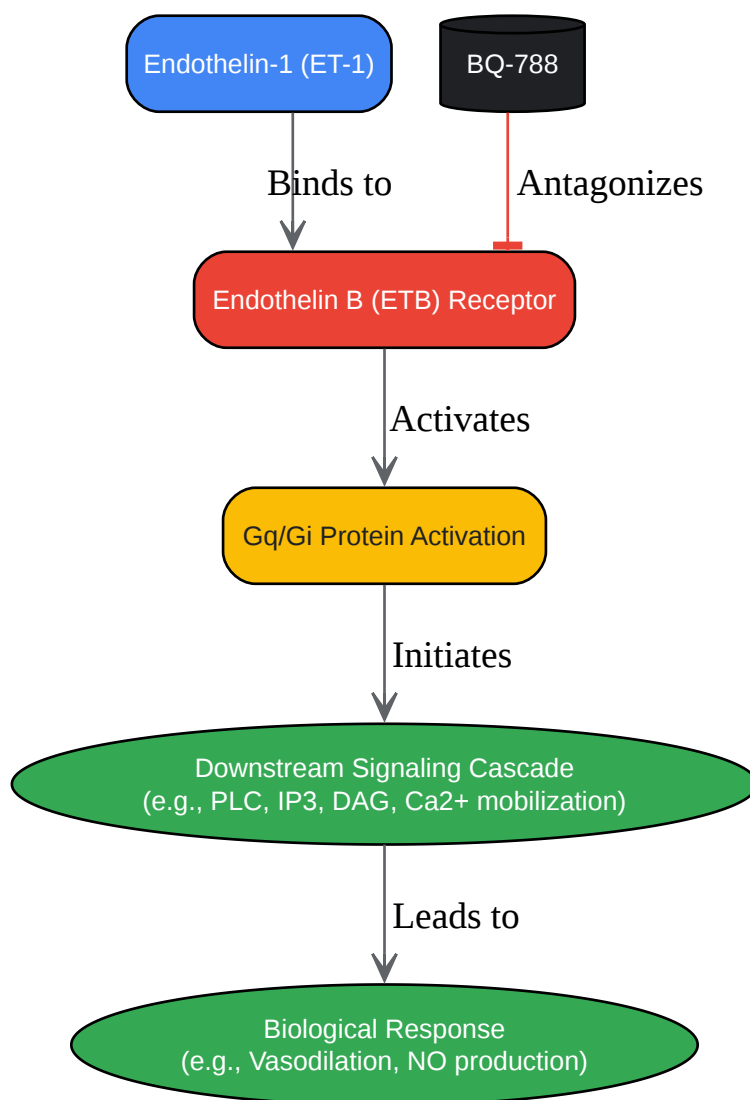 Endothelin-1 (ET-1)
BQ-788
Binds to
Antagonizes
Endothelin B (ETB) Receptor
Activates
Gq/Gi Protein Activation
Initiates
Downstream Signaling Cascade
(e.g., PLC, IP3, DAG, Ca2+ mobilization)
Leads to
Biological Response
(e.g., Vasodilation, NO production)